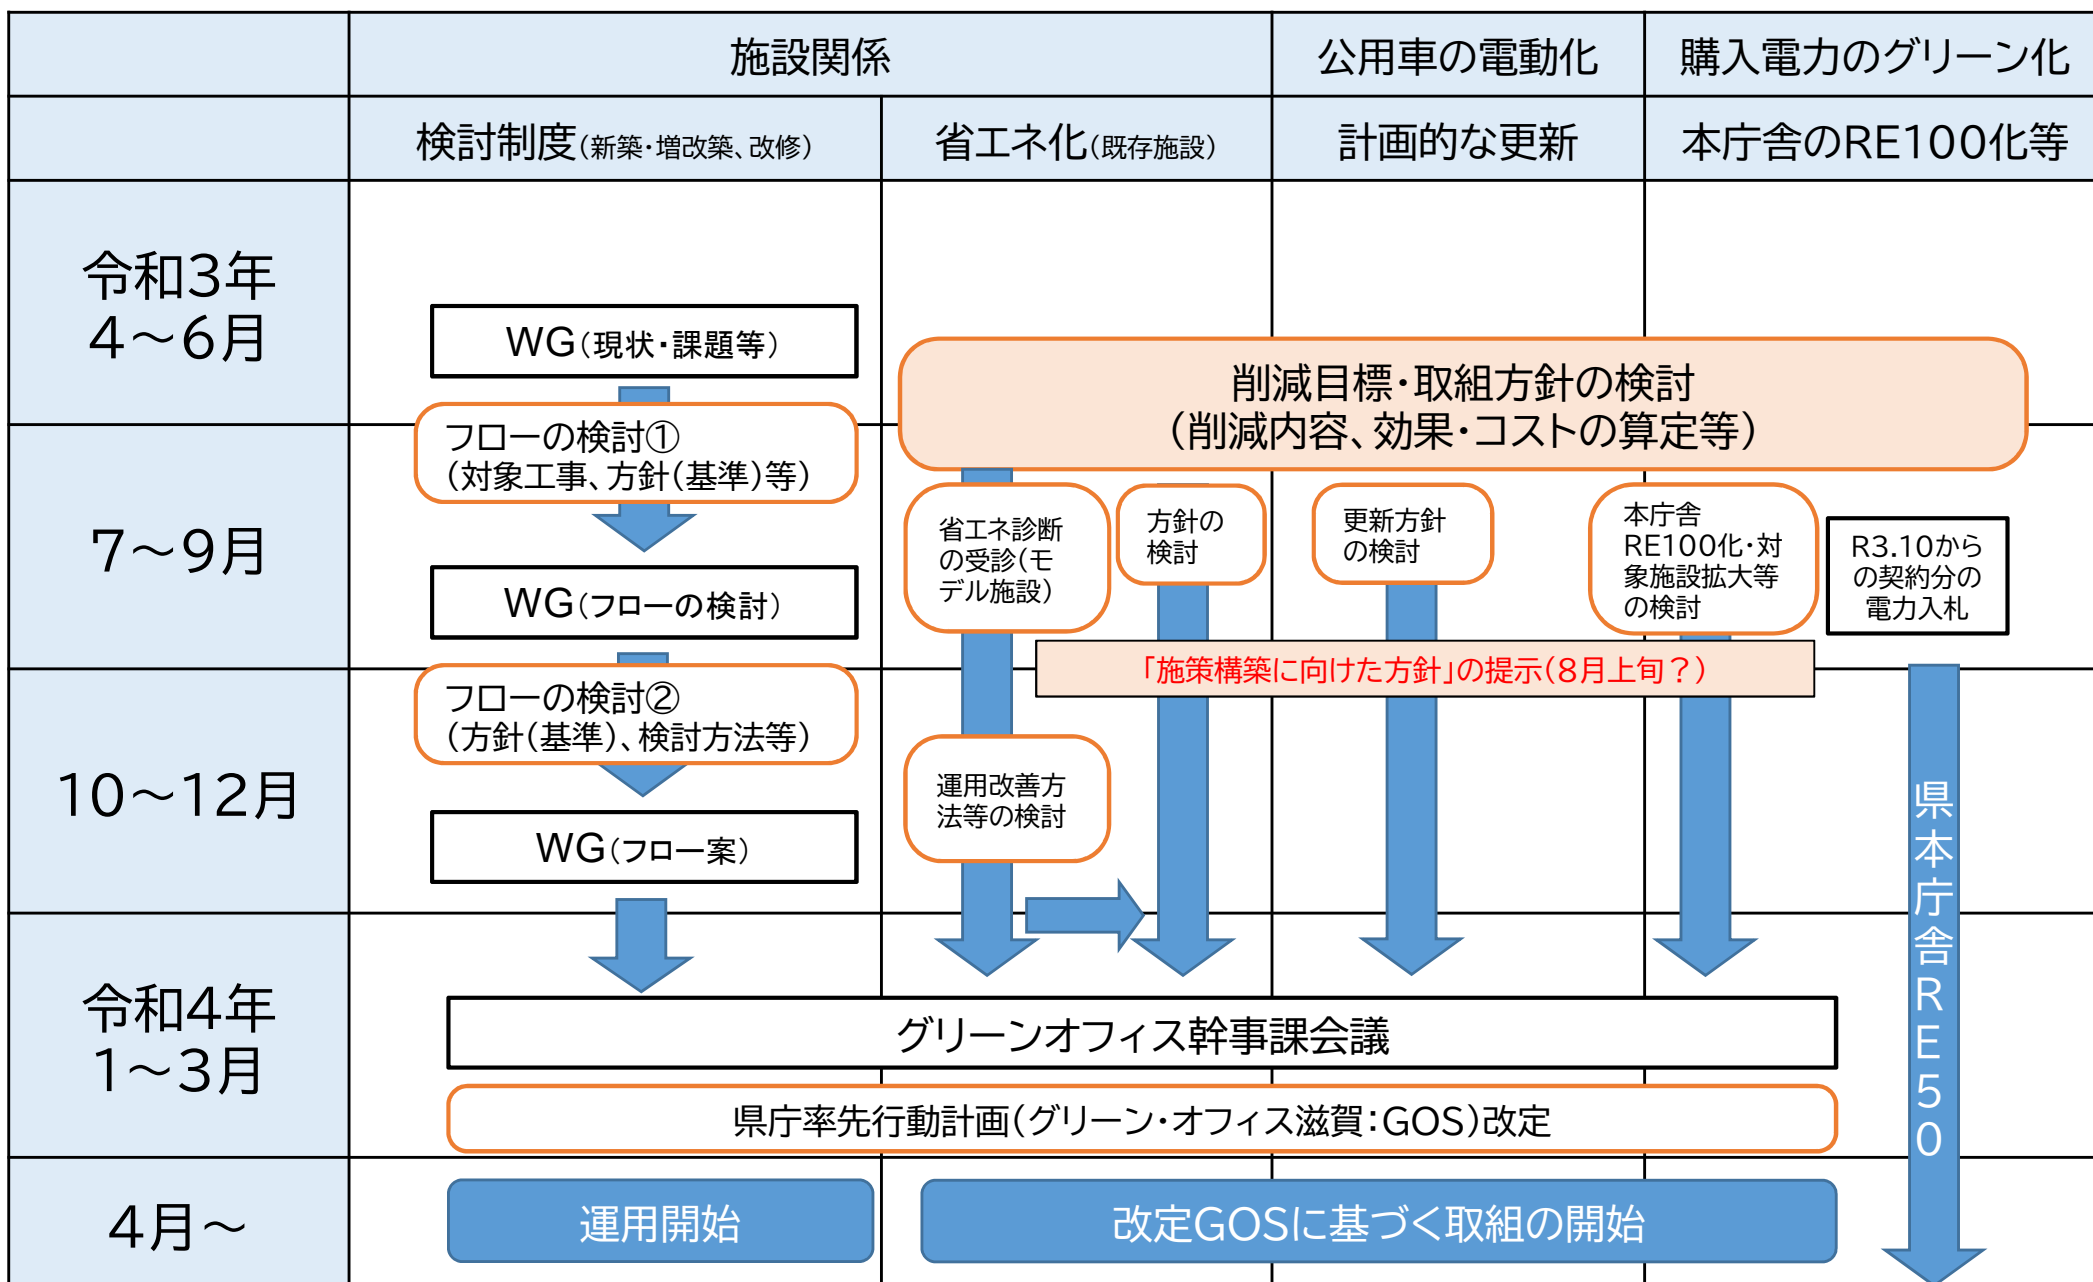 施設関係
公用車の電動化
購入電力のグリーン化
検討制度(新築・増改築、改修)
省エネ化(既存施設)
計画的な更新
本庁舎のRE100化等
令和3年
4～6月
WG(現状・課題等)
削減目標・取組方針の検討
(削減内容、効果・コストの算定等)
フローの検討①
(対象工事、方針(基準)等)
7～9月
省エネ診断
の受診(モ
デル施設)
方針の
検討
更新方針
の検討
本庁舎
RE100化・対
象施設拡大等
の検討
R3.10から
の契約分の
電力入札
WG(フローの検討)
「施策構築に向けた方針」の提示(8月上旬?)
フローの検討②
(方針(基準)、検討方法等)
10～12月
運用改善方
法等の検討
WG(フロー案)
県本庁舎RE50
令和4年
1～3月
グリーンオフィス幹事課会議
県庁率先行動計画(グリーン・オフィス滋賀:GOS)改定
4月～
運用開始
改定GOSに基づく取組の開始